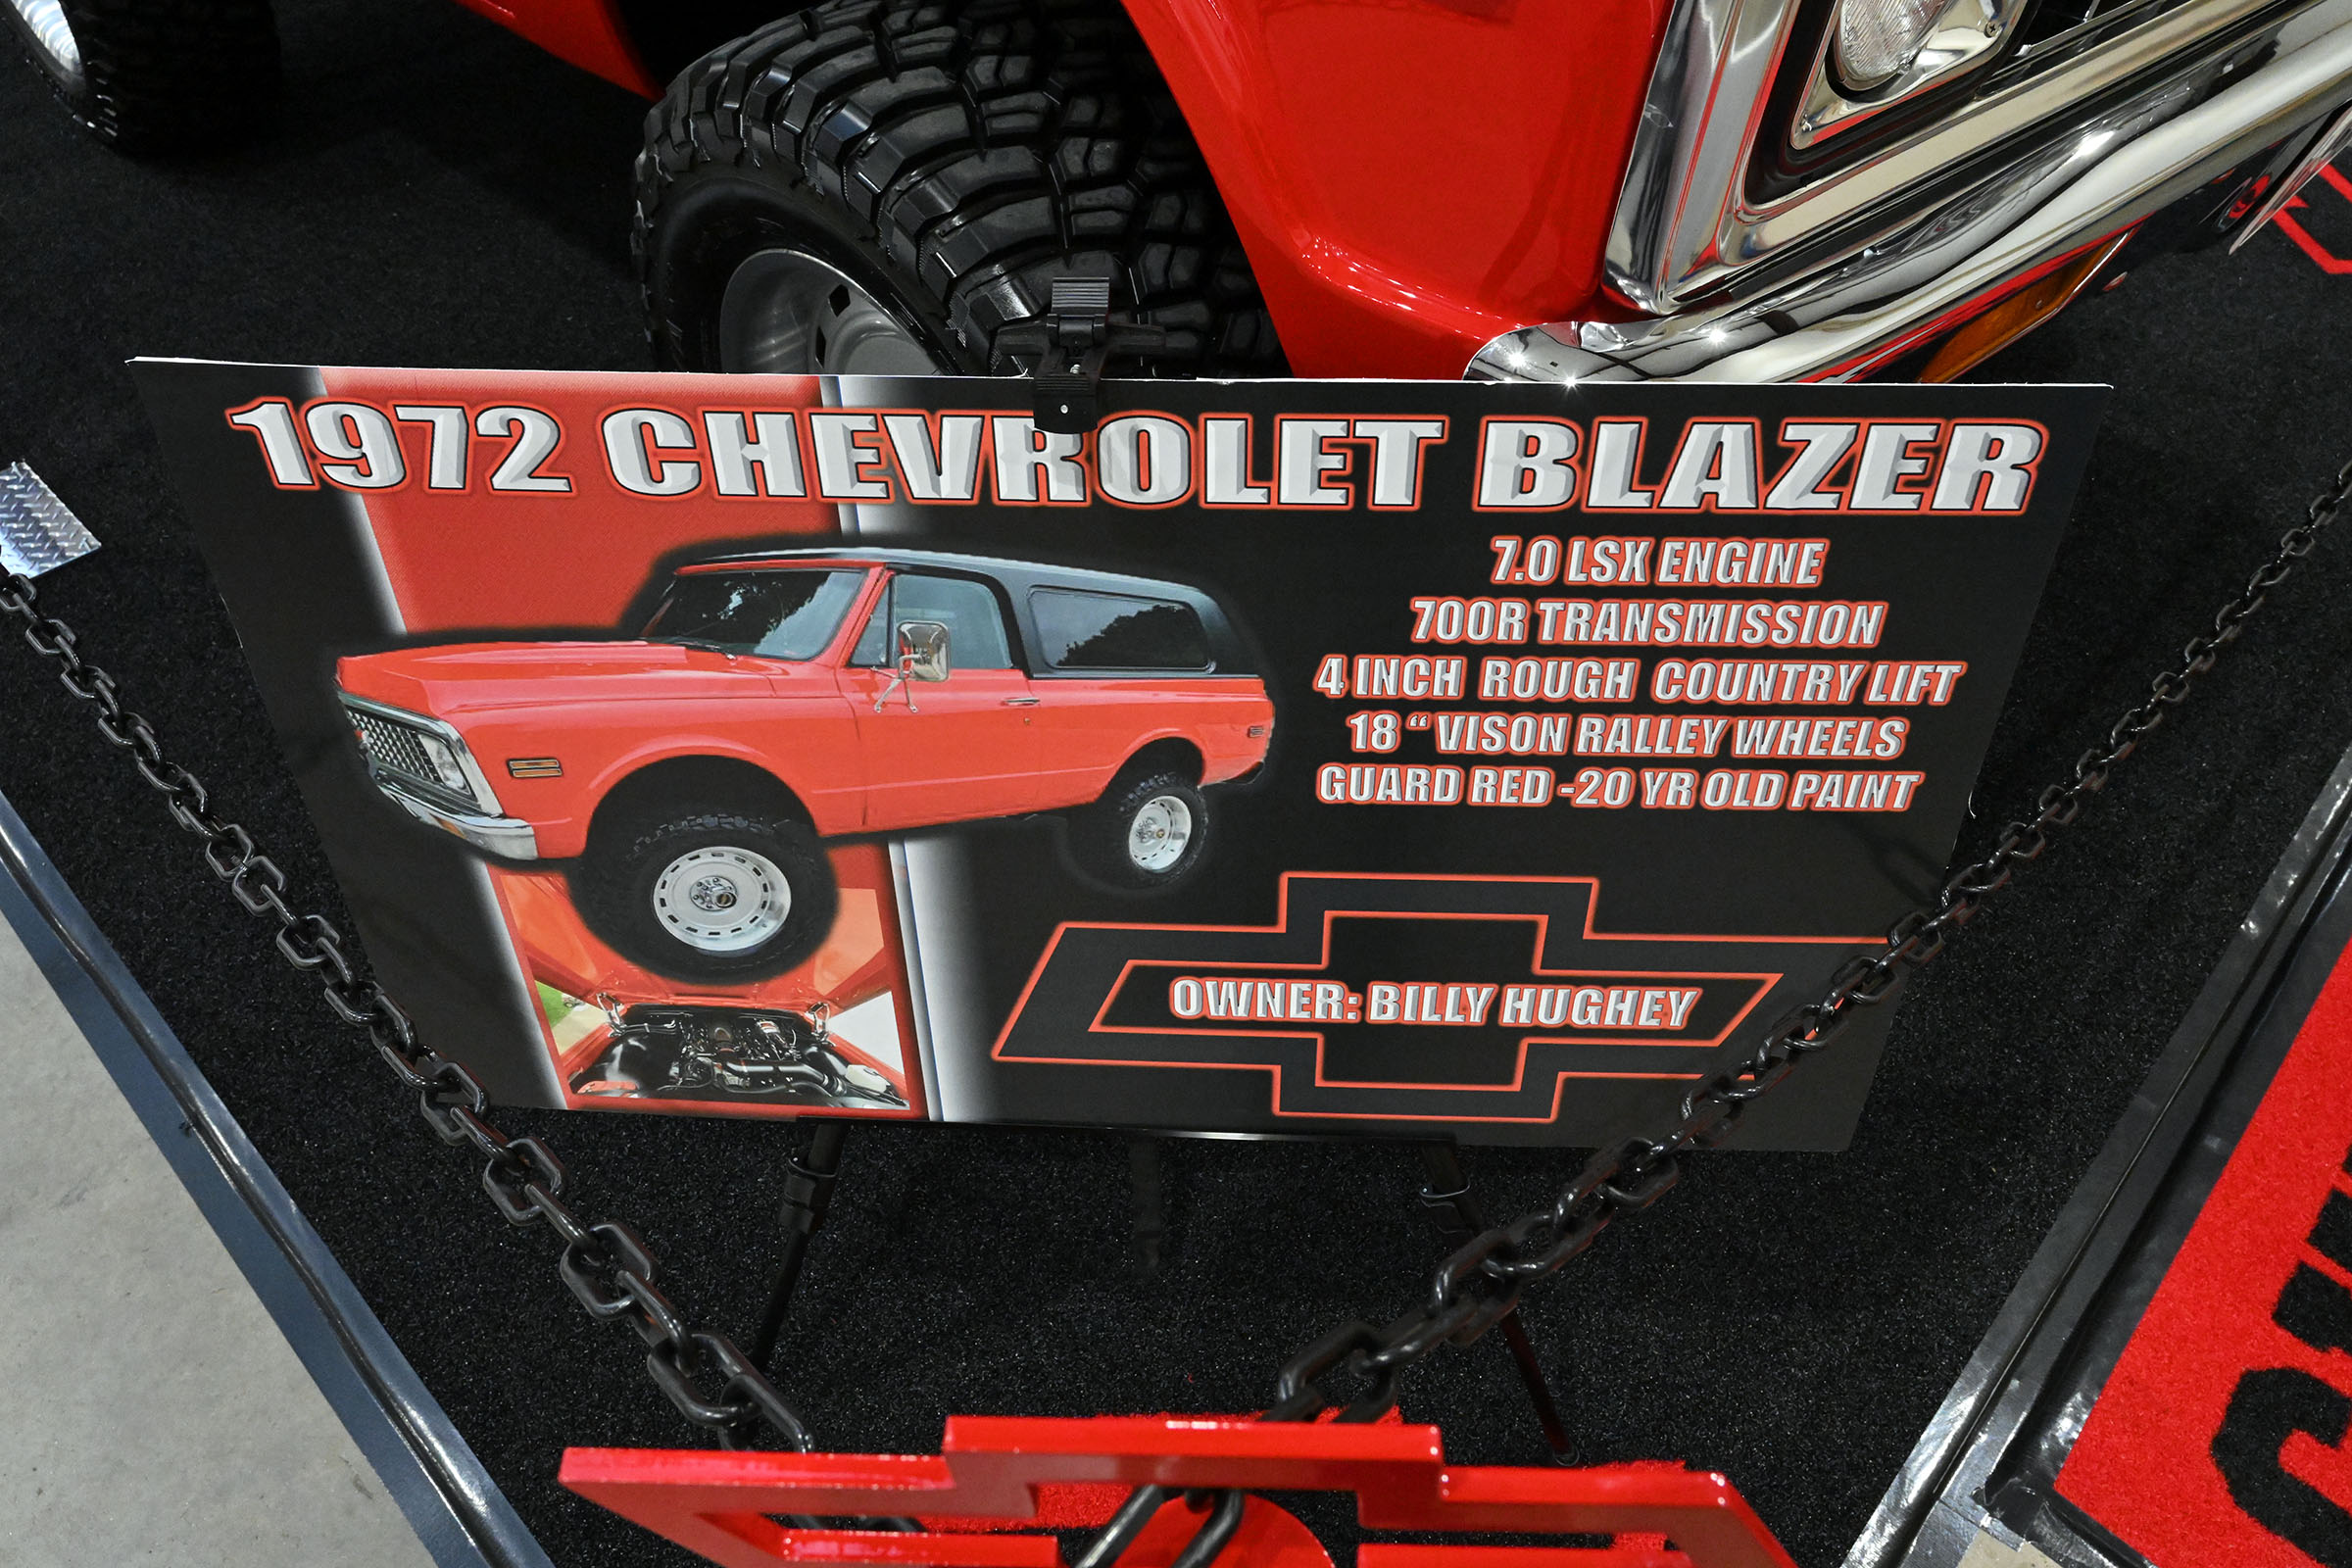 1972 CHEVROLET BLAZER
7.0 LSX ENGINE
700R TRANSMISSION
4 INCH ROUGH COUNTRY LIFT
18 “ VISON RALLEY WHEELS
GUARD RED -20 YR OLD PAINT
OWNER: BILLY HUGHEY